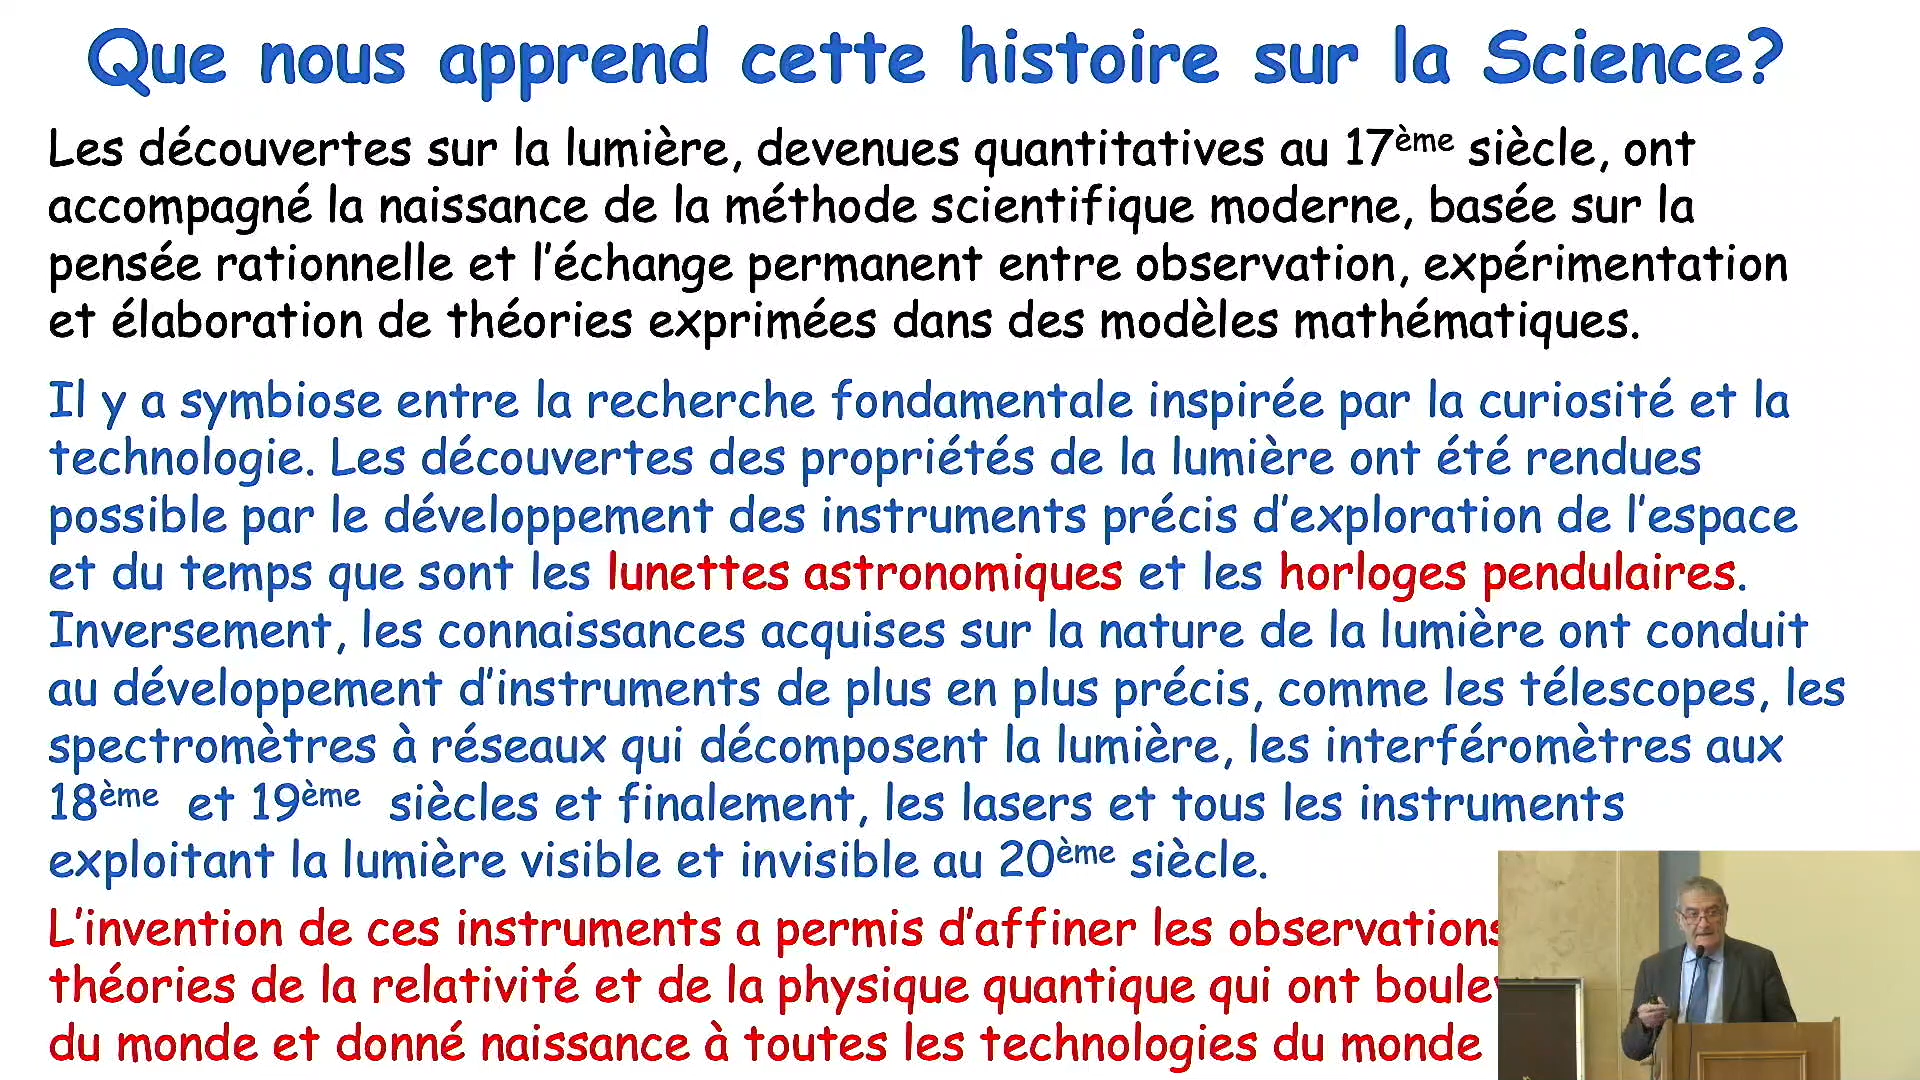 Que nous apprend cette histoire sur la Science?
Les découvertes sur la lumière, devenues quantitatives au 17ème siècle, ont
accompagné la naissance de la méthode scientifique moderne, basée sur la
pensée rationnelle et l’échange permanent entre observation, expérimentation
et élaboration de théories exprimées dans des modèles mathématiques.
Il y a symbiose entre la recherche fondamentale inspirée par la curiosité et la
technologie. Les découvertes des propriétés de la lumière ont été rendues
possible par le développement des instruments précis d’exploration de l’espace
et du temps que sont les lunettes astronomiques et les horloges pendulaires.
Inversement, les connaissances acquises sur la nature de la lumière ont conduit
au développement d’instruments de plus en plus précis, comme les télescopes, les
spectromètres à réseaux qui décomposent la lumière, les interféromètres aux
18ème et 19ème siècles et finalement, les lasers et tous les instruments
exploitant la lumière visible et invisible au 20ème siècle.
L’invention de ces instruments a permis d’affiner les observations
théories de la relativité et de la physique quantique qui ont
du monde et donné naissance à toutes les technologies du monde